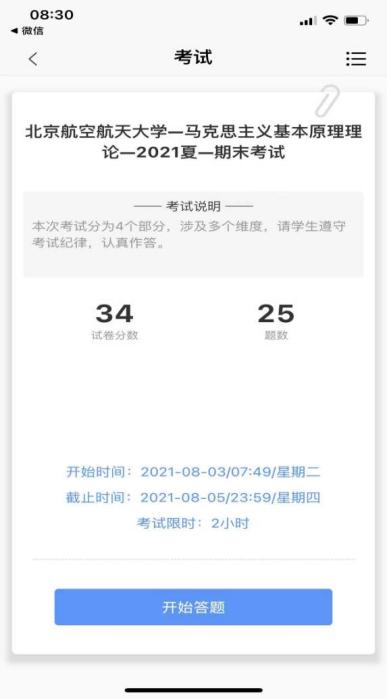 08:30
微信
考试
北京航空航天大学—马克思主义基本原理理
论—2021夏—期末考试
考试说明
本次考试分为4个部分，涉及多个维度，请学生遵守
考试纪律，认真作答。
34 25
试卷分数 题数
开始时间：2021-08-03/07:49/星期二
截止时间：2021-08-05/23:59/星期四
考试限时：2小时
开始答题